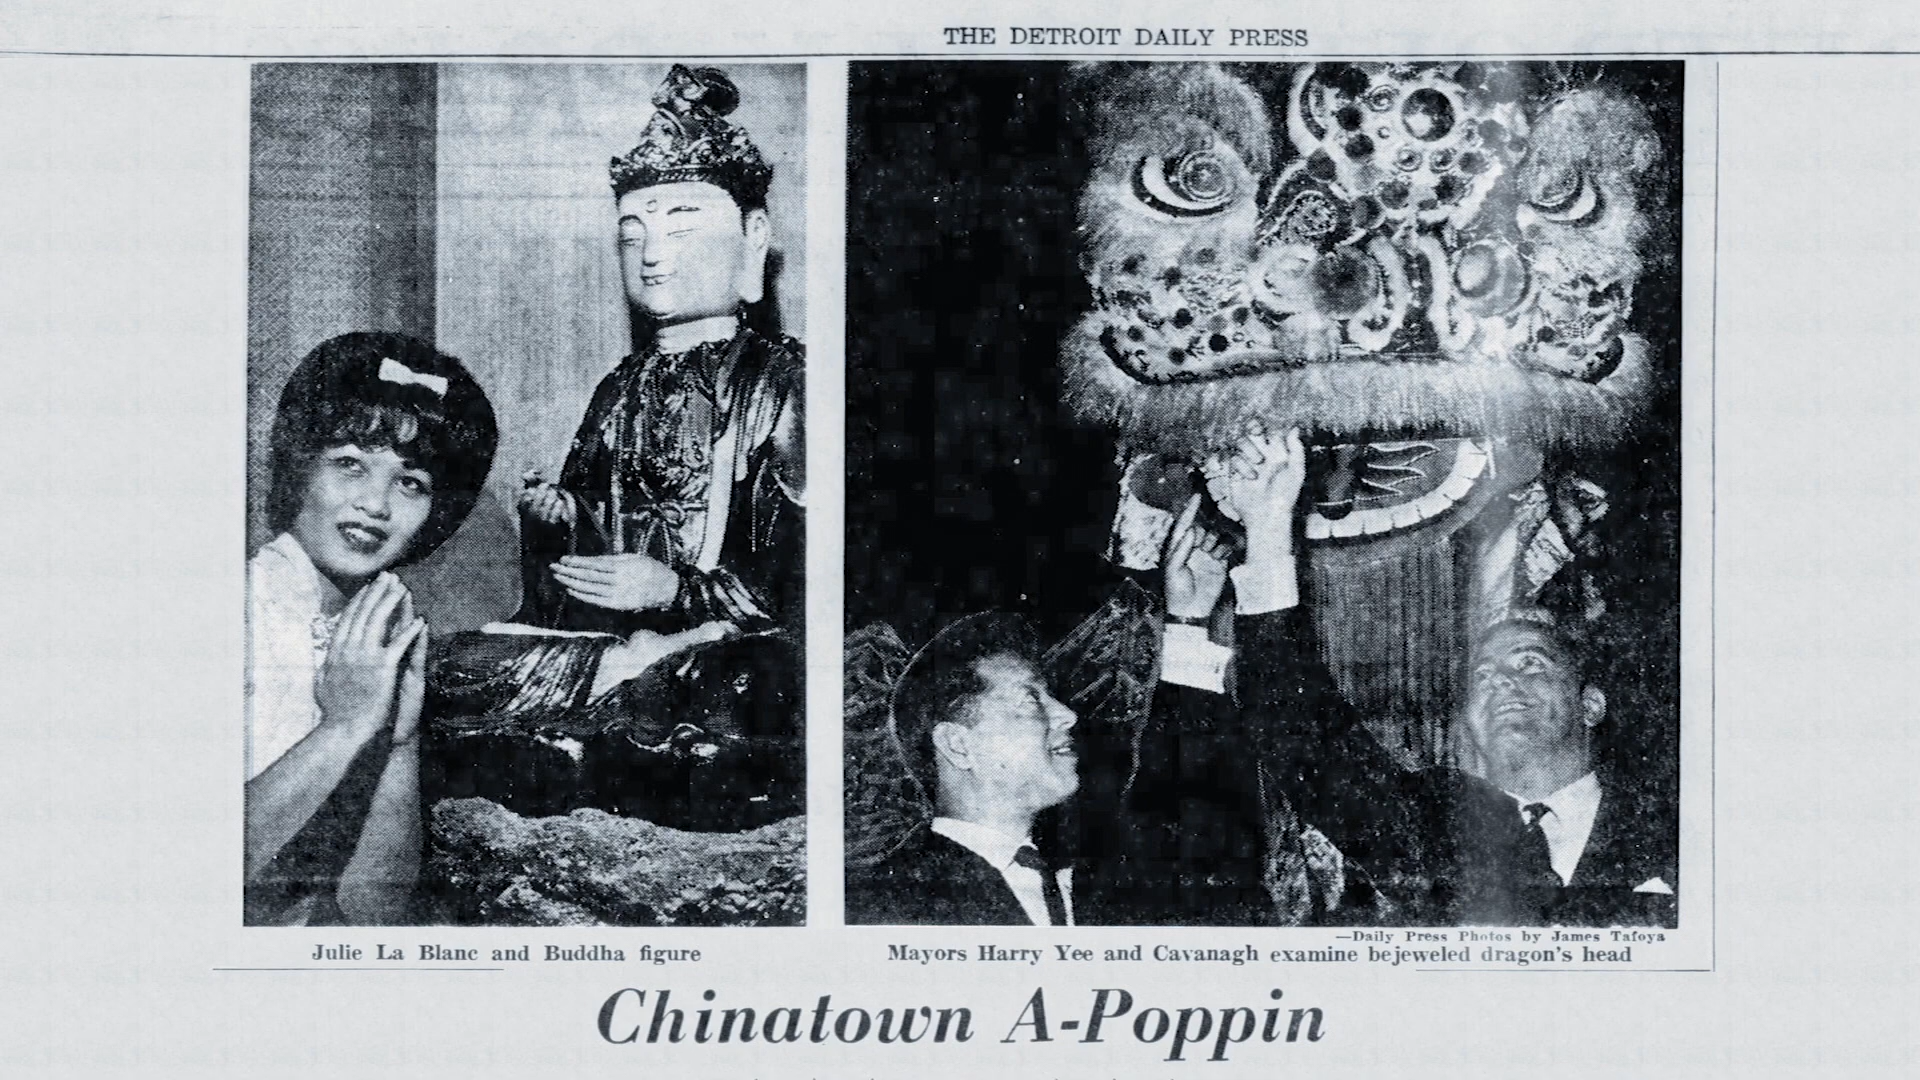 THE DETROIT DAILY PRESS
Julie La Blanc and Buddha figure
—Daily Press Photos by James Tafoya
Mayors Harry Yee and Cavanagh examine bejeweled dragon's head
Chinatown A-Poppin